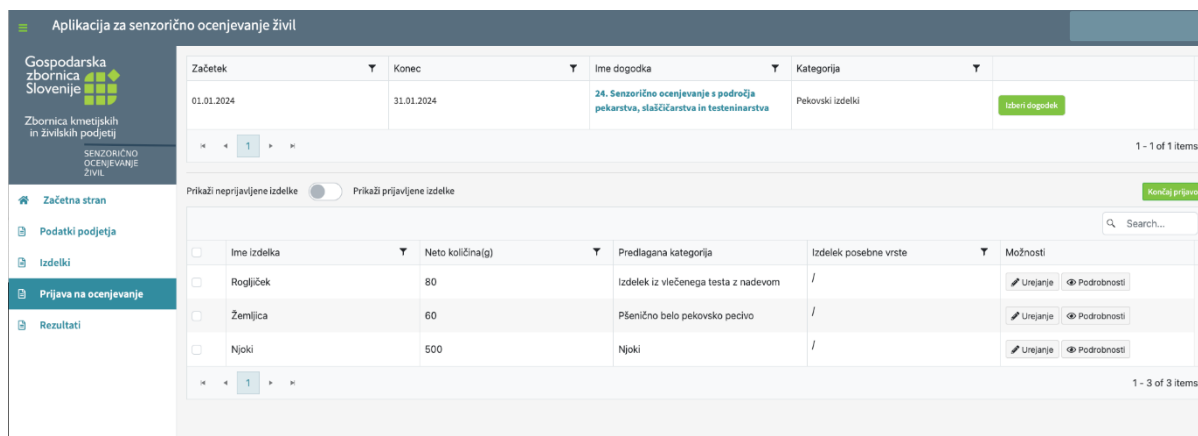 Aplikacija za senzorično ocenjevanje živil
Gospodarska
zbornica
Slovenije
Zbornica kmetijskih
in živilskih podjetij
SENZORIČNO
OCENJEVANJE
ŽIVIL
Začetna stran
Podatki podjetja
Izdelki
Prijava na ocenjevanje
Rezultati
Začetek Konec Ime dogodka Kategorija
01.01.2024 31.01.2024 24. Senzorično ocenjevanje s področja Pekovski izdelki Izberi dogodek
pekarstva, slaščičarstva in testeninarstva
1 1 - 1 of 1 items
Prikaži neprijavljene izdelke Prikaži prijavljene izdelke Končaj prijavo
Search...
Ime izdelka Neto količina(g) Predlagana kategorija Izdelek posebne vrste Možnosti
Rogljiček 80 Izdelek iz vlečenega testa z nadevom / Urejanje Podrobnosti
Žemljica 60 Pšenično belo pekovsko pecivo / Urejanje Podrobnosti
Njoki 500 Njoki / Urejanje Podrobnosti
1 1 - 3 of 3 items